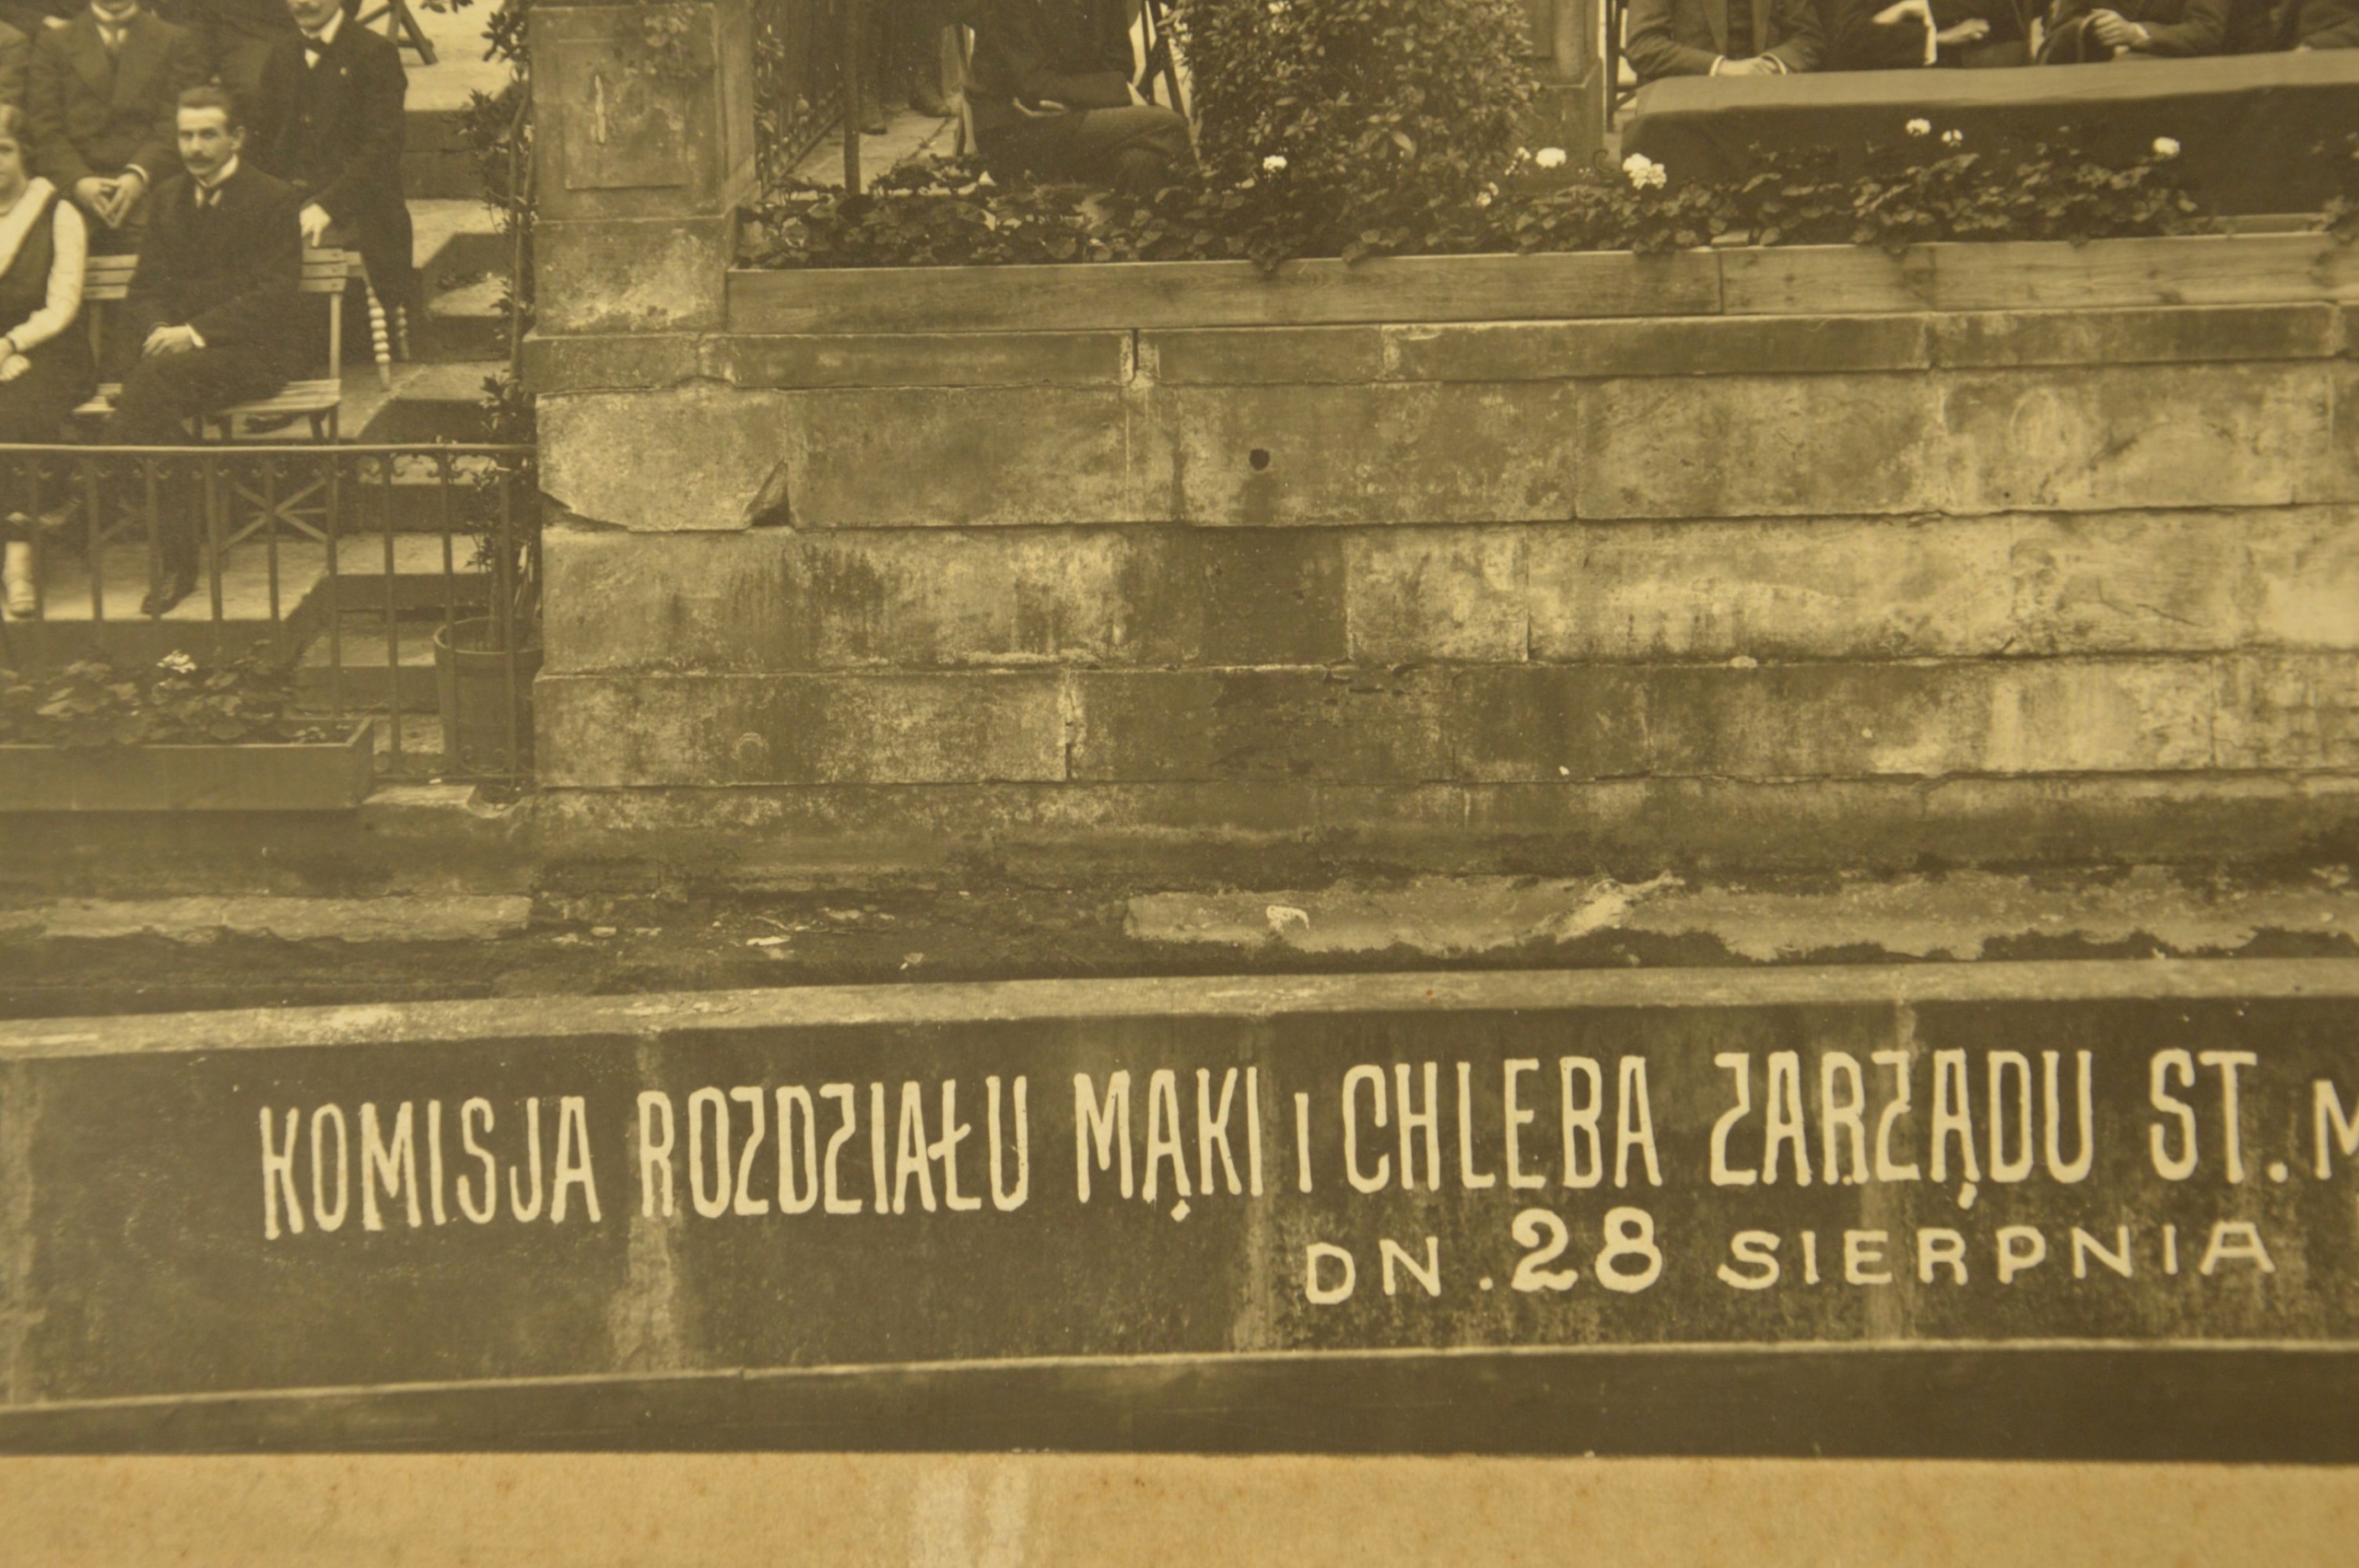 KOMISJA ROZDZIAŁU MĄKI i CHLEBA ZARZĄDU ST. M
DN. 28 SIERPNIA